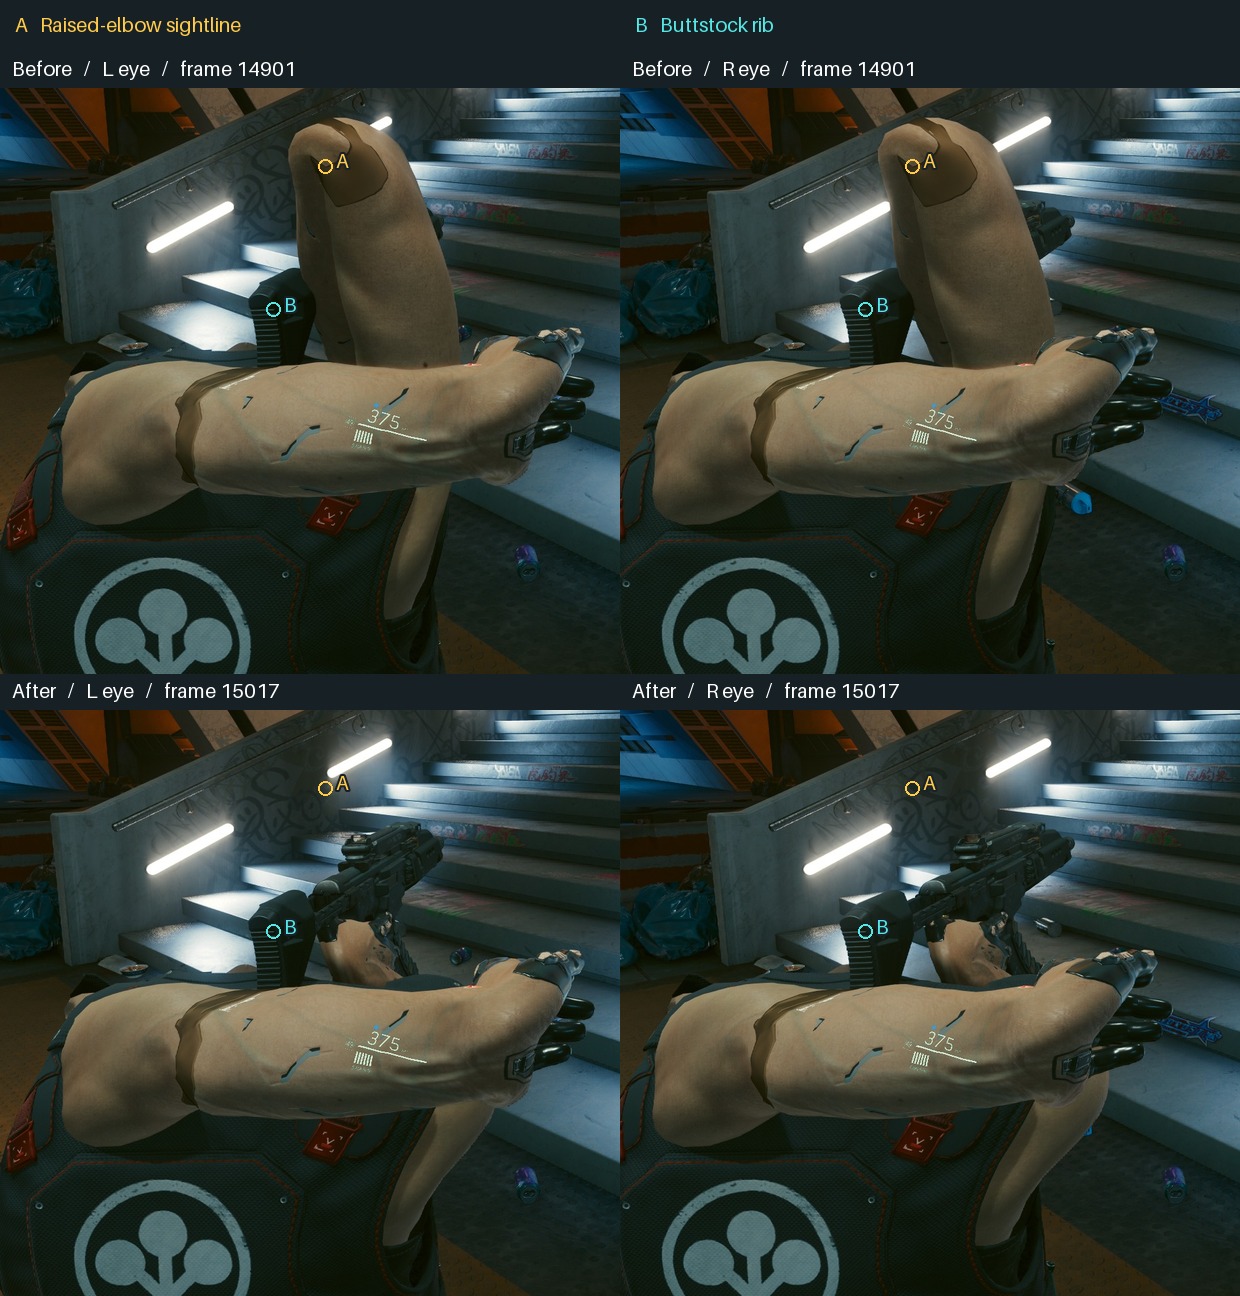 A Raised-elbow sightline
B Buttstock rib
Before / L eye / frame 14901
Before / R eye / frame 14901
A
A
B
B
375
375
After / L eye / frame 15017
After / R eye / frame 15017
A
A
B
B
375
375